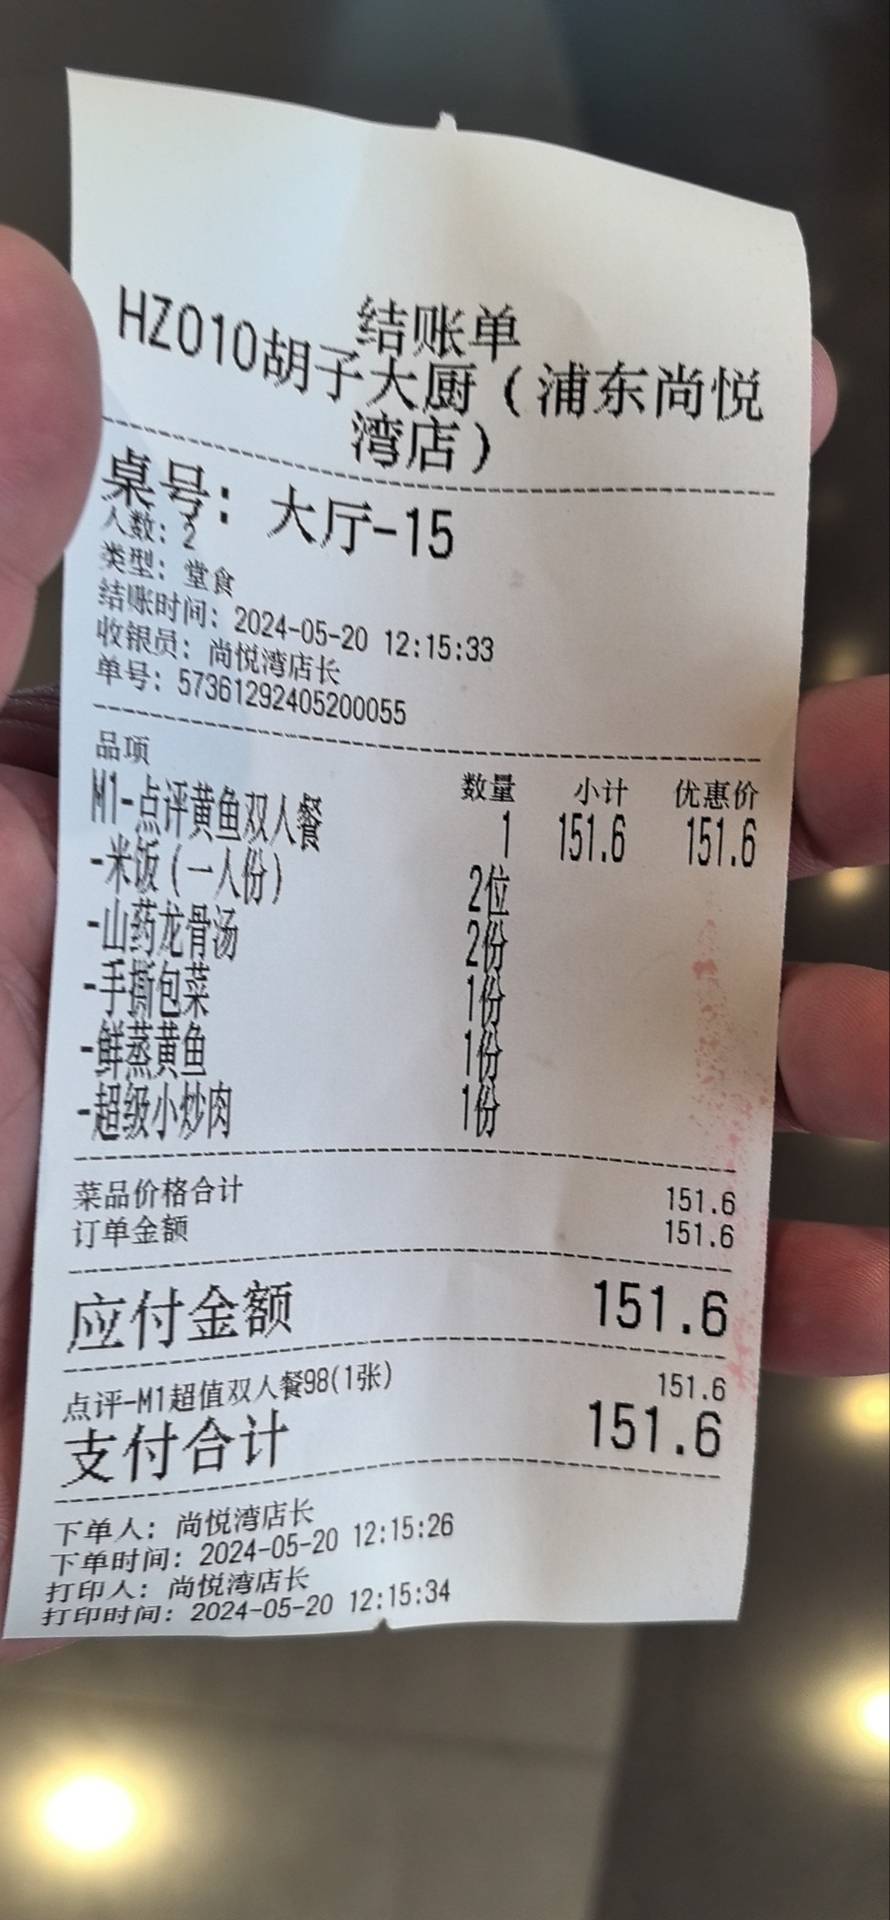 结账单
HZ010胡子大厨（浦东尚悦
湾店）
桌号：大厅-15
人数：2
类型：堂食
结账时间：2024-05-20 12:15:33
收银员：尚悦湾店长
单号：57361292405200055
品项 数量 小计 优惠价
M1-点评黄鱼双人餐 1 151.6 151.6
-米饭（一人份） 2位
-山药龙骨汤 2份
-手撕包菜 1份
-鲜蒸黄鱼 1份
-超级小炒肉 1份
菜品价格合计 151.6
订单金额 151.6
应付金额 151.6
点评-M1超值双人餐98(1张) 151.6
支付合计 151.6
下单人：尚悦湾店长
下单时间：2024-05-20 12:15:26
打印人：尚悦湾店长
打印时间：2024-05-20 12:15:34